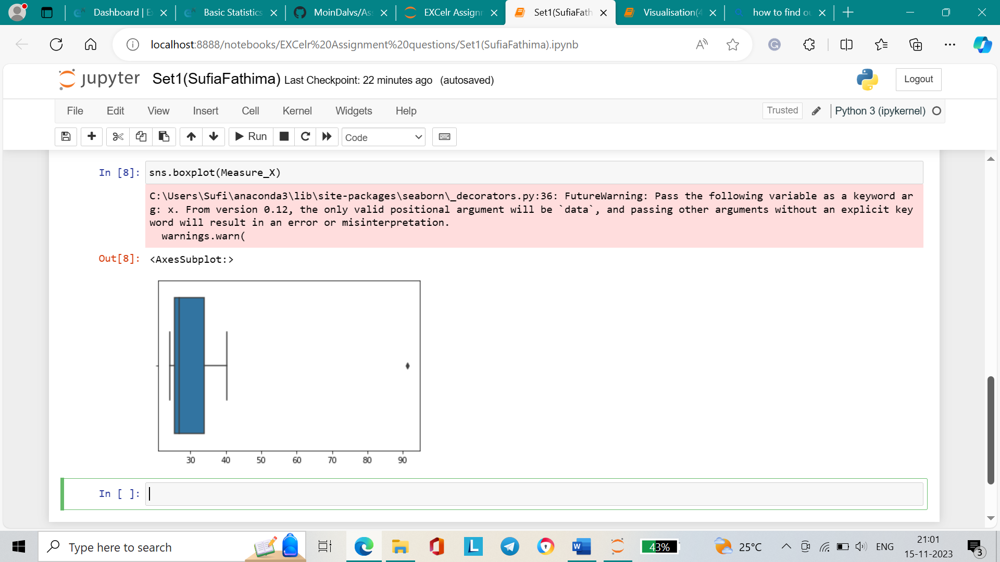 Dashboard | E
Basic Statistics
MoinDalvs/As
EXCelr Assignr
Set1(SufiaFath
Visualisation(4
how to find ou
localhost:8888/notebooks/EXCelr%20Assignment%20questions/Set1(SufiaFathima).ipynb
jupyter Set1(SufiaFathima) Last Checkpoint: 22 minutes ago (autosaved)
Logout
File Edit View Insert Cell Kernel Widgets Help
Trusted
Python 3 (ipykernel)
Run
Code
In [8]: sns.boxplot(Measure_X)
C:\Users\Sufi\anaconda3\lib\site-packages\seaborn\_decorators.py:36: FutureWarning: Pass the following variable as a keyword ar
g: x. From version 0.12, the only valid positional argument will be `data`, and passing other arguments without an explicit key
word will result in an error or misinterpretation.
warnings.warn(
Out[8]: <AxesSubplot:>
30 40 50 60 70 80 90
In [ ]:
Type here to search
43%
25°C
ENG
21:01
15-11-2023
3